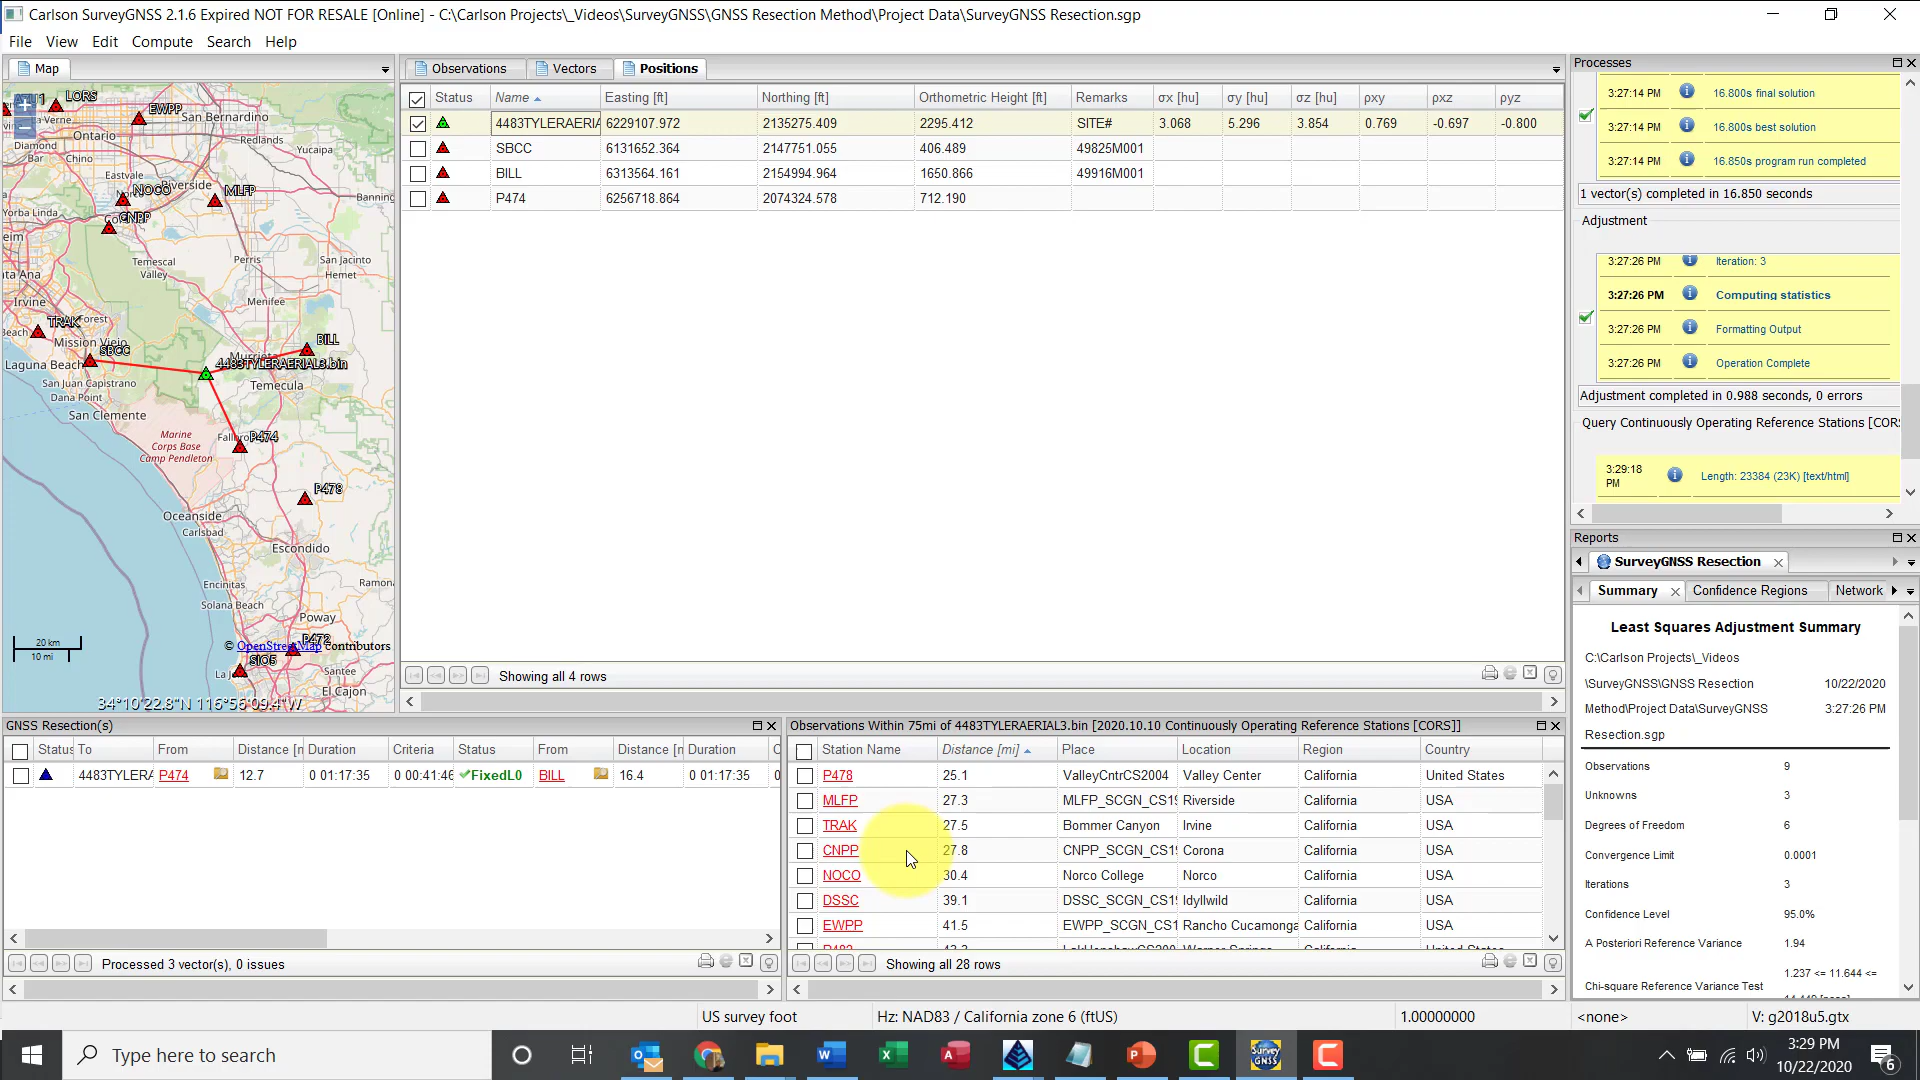 Carlson SurveyGNSS 2.1.6 Expired NOT FOR RESALE [Online] - C:\Carlson Projects\_Videos\SurveyGNSS\GNSS Resection Method\Project Data\SurveyGNSS Resection.sgp
File View Edit Compute Search Help
Map
LORS
EWPP
San Bernardino
Ontario
Redlands
Chino
Eastvale
Yucaipa
NOCO
Riverside
MLFP
Yorba Linda
CNPP
Banning
Temescal Valley
Perris
San Jacinto
Hemet
Irvine
Menifee
TRAK
Forest
Mission Viejo
SBCC
Laguna Beach
BILL
Murrieta
4483TYLERAERIAL3.bin
San Juan Capistrano
Dana Point
Temecula
San Clemente
Marine Corps Base Camp Pendleton
P474
P478
Oceanside
Carlsbad
Escondido
Encinitas
Ramona
Solana Beach
Poway
20 km
10 mi
P472
© OpenStreetMap contributors
SIO5
Santee
El Cajon
34°10'22.8"N 116°56'09.4"W
Observations Vectors Positions
Status Name Easting [ft] Northing [ft] Orthometric Height [ft] Remarks σx [hu] σy [hu] σz [hu] ρxy ρxz ρyz
4483TYLERAERIA 6229107.972 2135275.409 2295.412 SITE# 3.068 5.296 3.854 0.769 -0.697 -0.800
SBCC 6131652.364 2147751.055 406.489 49825M001
BILL 6313564.161 2154994.964 1650.866 49916M001
P474 6256718.864 2074324.578 712.190
Showing all 4 rows
Processes
3:27:14 PM 16.800s final solution
3:27:14 PM 16.800s best solution
3:27:14 PM 16.850s program run completed
1 vector(s) completed in 16.850 seconds
Adjustment
3:27:26 PM Iteration: 3
3:27:26 PM Computing statistics
3:27:26 PM Formatting Output
3:27:26 PM Operation Complete
Adjustment completed in 0.988 seconds, 0 errors
Query Continuously Operating Reference Stations [COR
3:29:18 PM Length: 23384 (23K) [text/html]
Reports
SurveyGNSS Resection
Summary Confidence Regions Network
Least Squares Adjustment Summary
C:\Carlson Projects\_Videos
\SurveyGNSS\GNSS Resection 10/22/2020
Method\Project Data\SurveyGNSS 3:27:26 PM
Resection.sgp
Observations 9
Unknowns 3
Degrees of Freedom 6
Convergence Limit 0.0001
Iterations 3
Confidence Level 95.0%
A Posteriori Reference Variance 1.94
1.237 <= 11.644 <=
Chi-square Reference Variance Test
GNSS Resection(s)
Status To From Distance [m Duration Criteria Status From Distance [m Duration
4483TYLERA P474 12.7 0 01:17:35 0 00:41:46 FixedL0 BILL 16.4 0 01:17:35
Processed 3 vector(s), 0 issues
Observations Within 75mi of 4483TYLERAERIAL3.bin [2020.10.10 Continuously Operating Reference Stations [CORS]]
Station Name Distance [mi] Place Location Region Country
P478 25.1 ValleyCntrCS2004 Valley Center California United States
MLFP 27.3 MLFP_SCGN_CS19 Riverside California USA
TRAK 27.5 Bommer Canyon Irvine California USA
CNPP 27.8 CNPP_SCGN_CS19 Corona California USA
NOCO 30.4 Norco College Norco California USA
DSSC 39.1 DSSC_SCGN_CS19 Idyllwild California USA
EWPP 41.5 EWPP_SCGN_CS1 Rancho Cucamonga California USA
Showing all 28 rows
US survey foot Hz: NAD83 / California zone 6 (ftUS) 1.00000000 <none> V: g2018u5.gtx
Type here to search
Survey GNSS
3:29 PM
10/22/2020
6